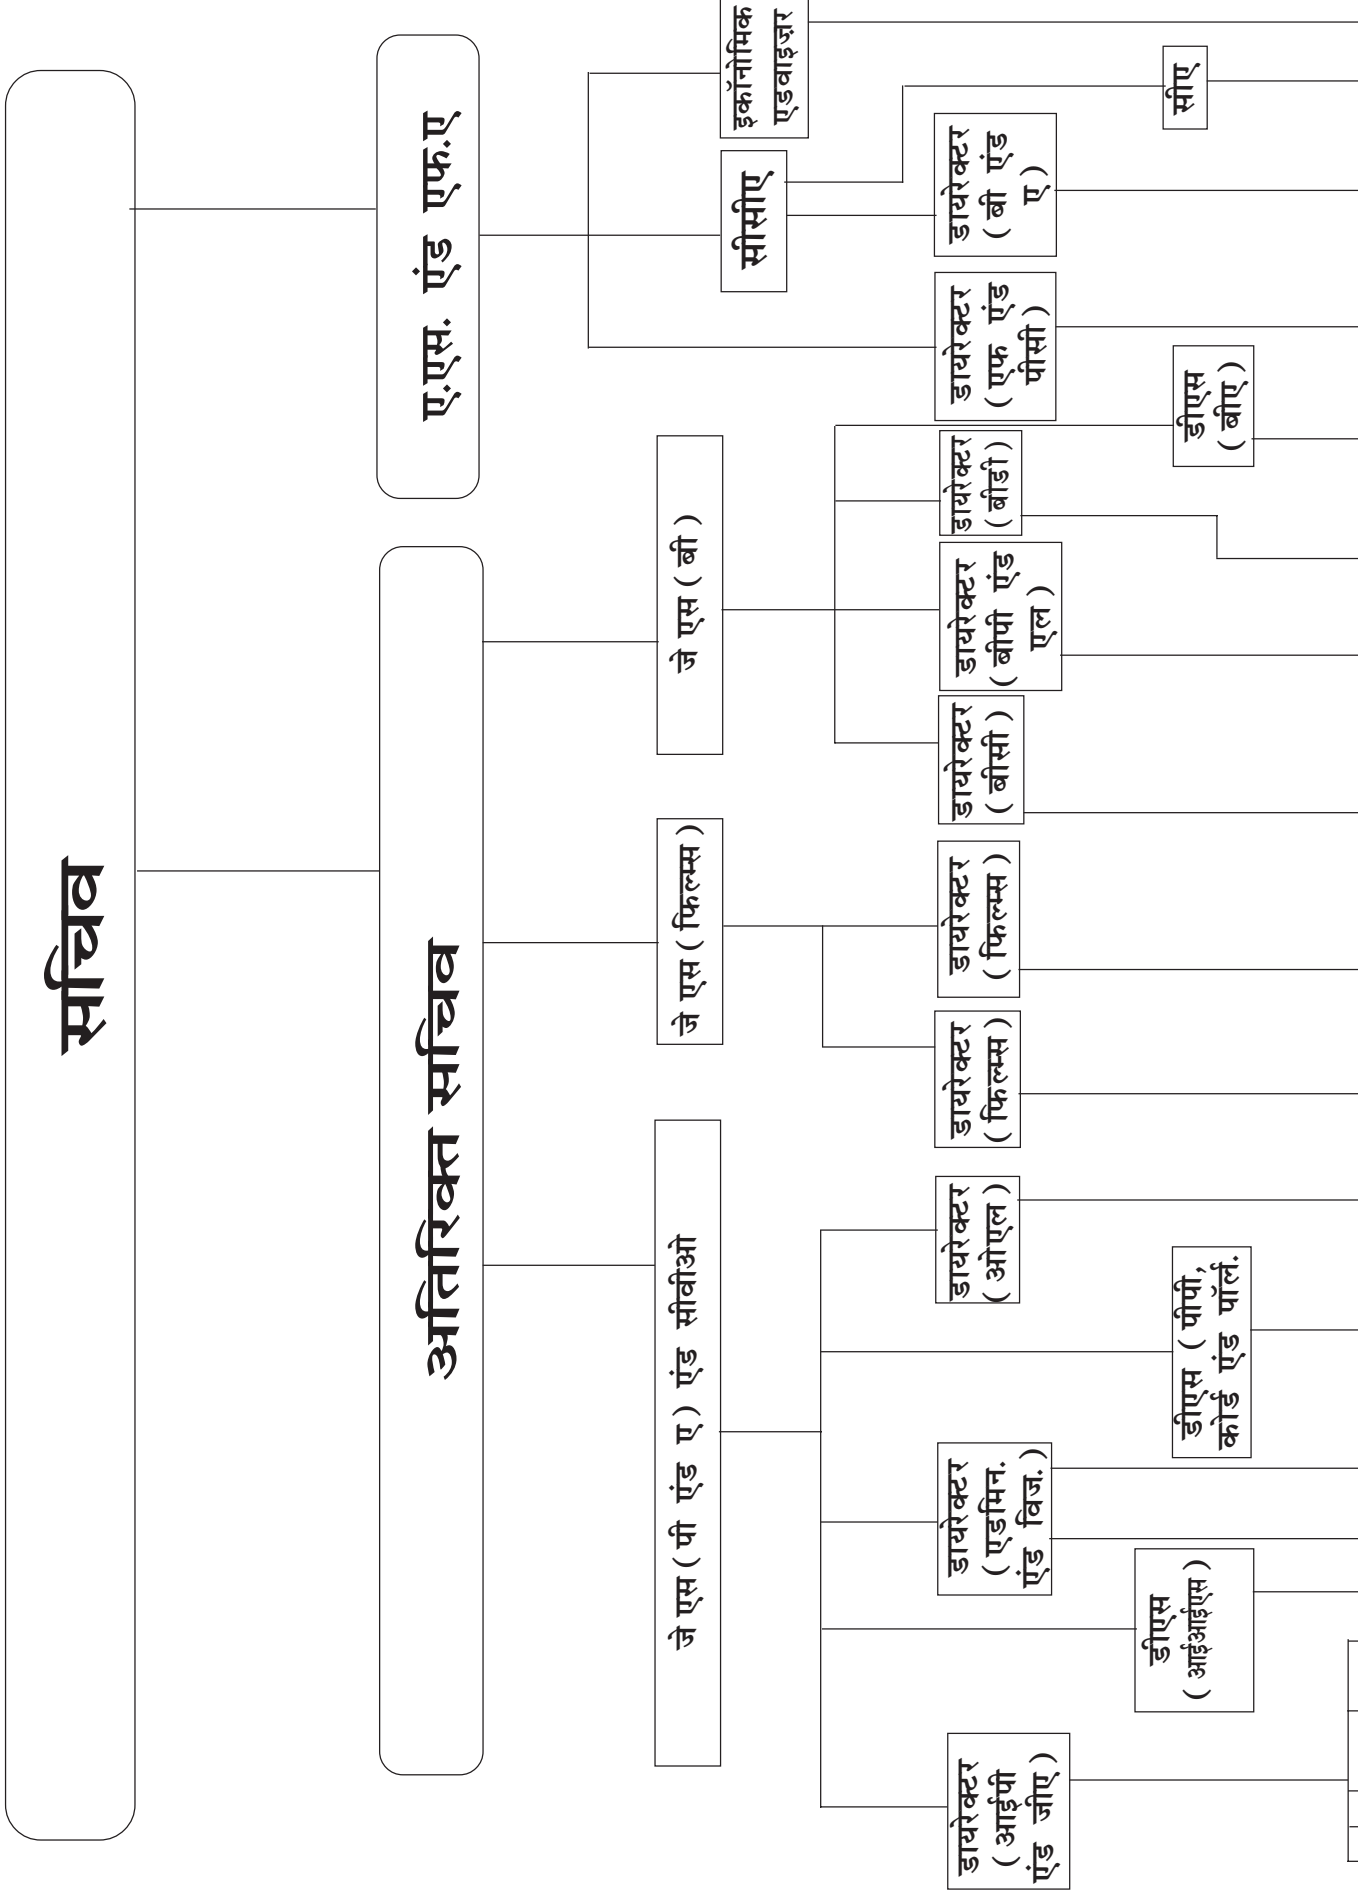 सचिव
अतिरिक्त सचिव
ए.एस. एंड एफ.ए
जे एस (पी एंड ए) एंड सीवीओ
जे एस (फिल्म्स)
जे एस (बी)
सीसीए
इकॉनोमिक
एडवाइज़र
डायरेक्टर
(आईपी
एंड जीए)
डीएस
(आईआईएस)
डायरेक्टर
(एडमिन.
एंड विज.)
डीएस (पीपी,
कोर्ड एंड पॉर्ल.
डायरेक्टर
(ओएल)
डायरेक्टर
(फिल्म्स)
डायरेक्टर
(फिल्म्स)
डायरेक्टर
(बीसी)
डायरेक्टर
(बीपी एंड
एल)
डायरेक्टर
(बीडी)
डीएस
(बीए)
डायरेक्टर
(एफ एंड
पीसी)
डायरेक्टर
(बी एंड
ए)
सीए